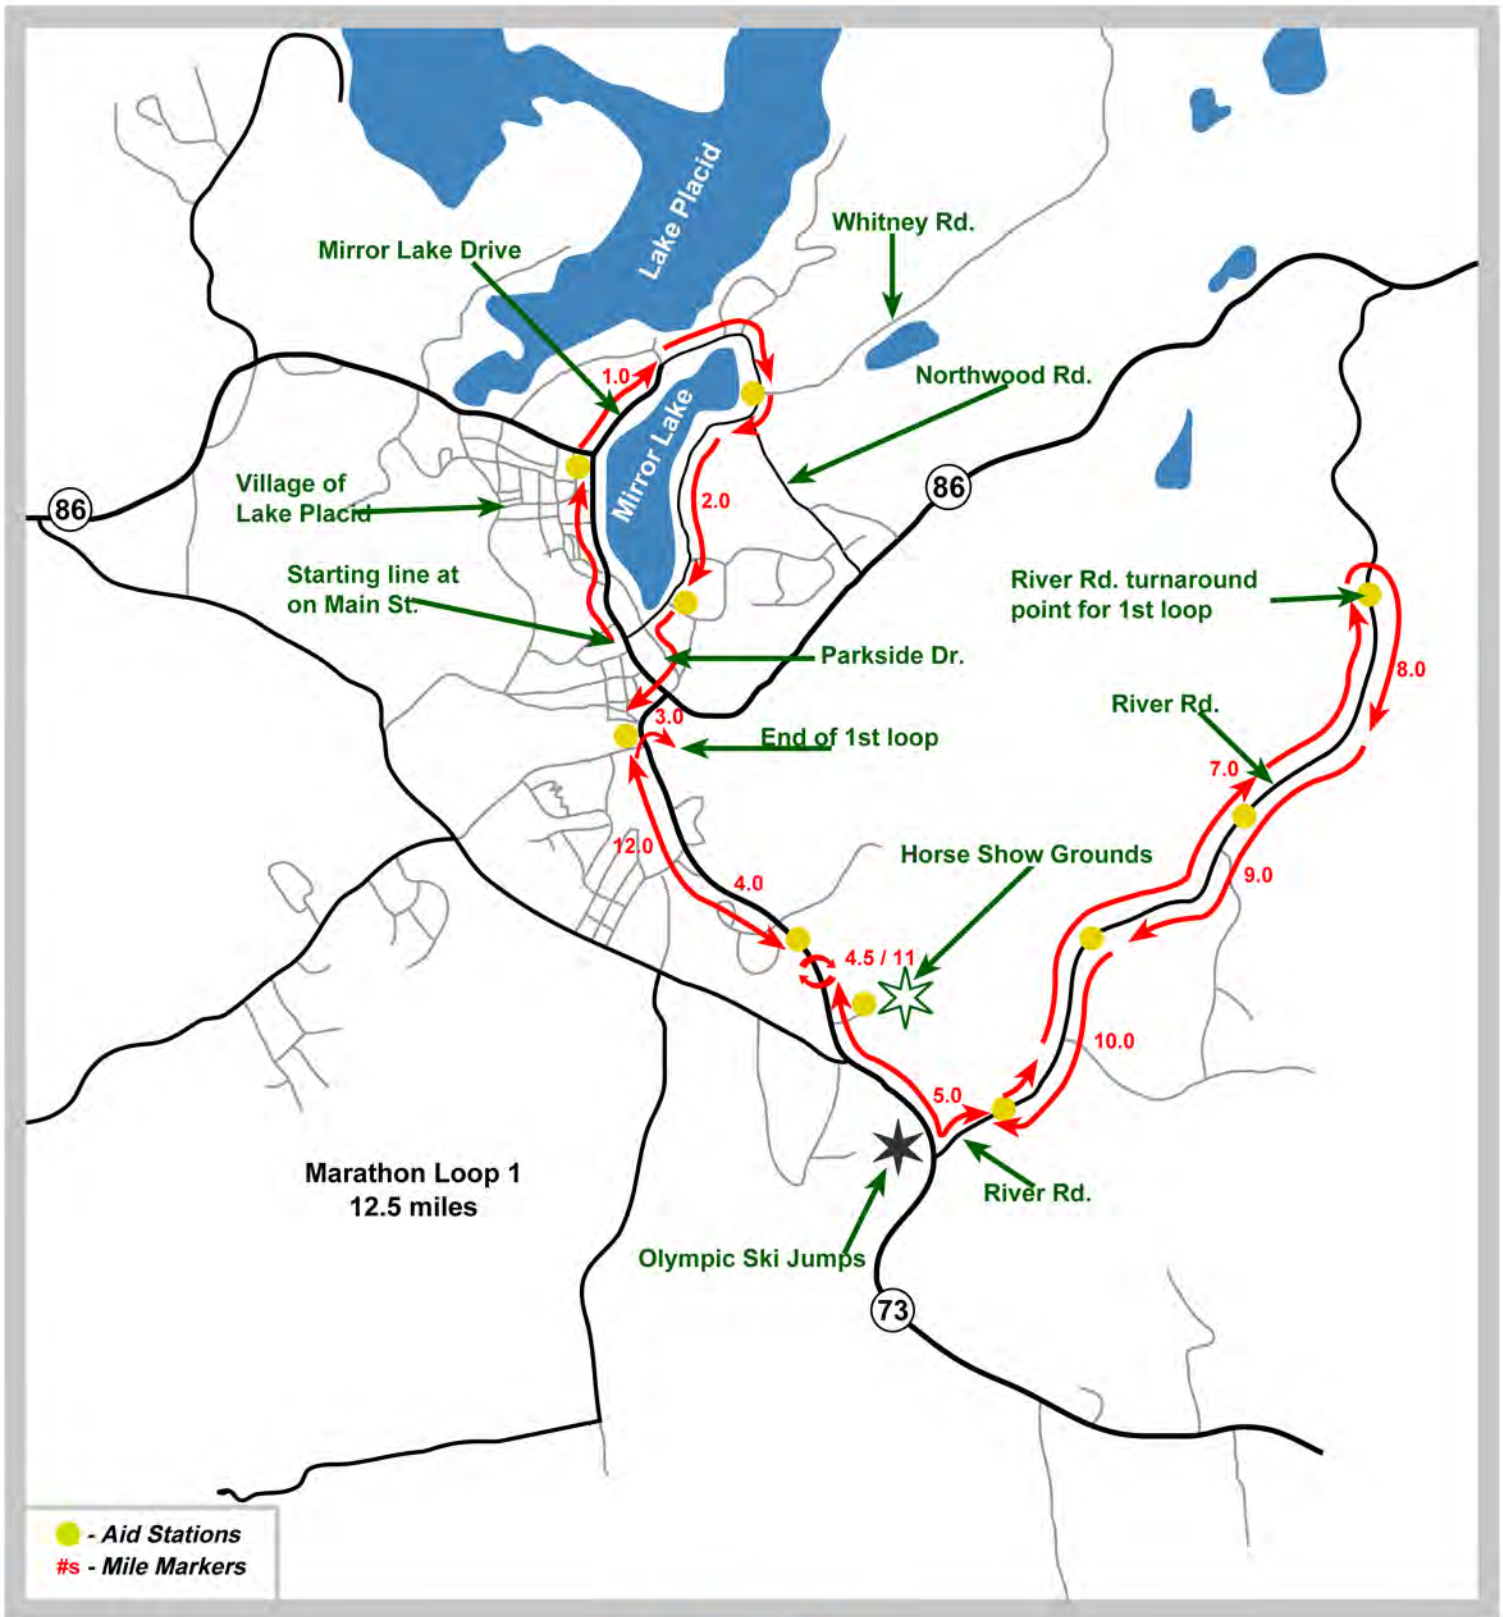 Lake Placid
Whitney Rd.
Mirror Lake Drive
1.0
Northwood Rd.
Mirror Lake
86
Village of
Lake Placid
86
2.0
Starting line at
on Main St.
River Rd. turnaround
point for 1st loop
Parkside Dr.
8.0
River Rd.
3.0
End of 1st loop
7.0
12.0
Horse Show Grounds
9.0
4.0
4.5 / 11
10.0
5.0
Marathon Loop 1
12.5 miles
River Rd.
Olympic Ski Jumps
73
- Aid Stations
#s - Mile Markers